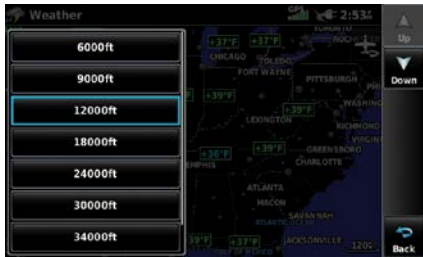 Weather
GPS
2:53
6000ft
9000ft
12000ft
18000ft
24000ft
30000ft
34000ft
+37°F +37°F
CHICAGO TOLEDO
FORT WAYNE
PITTSBURGH
+39°F
+39°F
LEXINGTON
RICHMOND
+36°F
+39°F
GREENSBORO
CHARLOTTE
ATLANTA
MACON
SAVANNAH
+37°F
JACKSONVILLE
Up
Down
Back